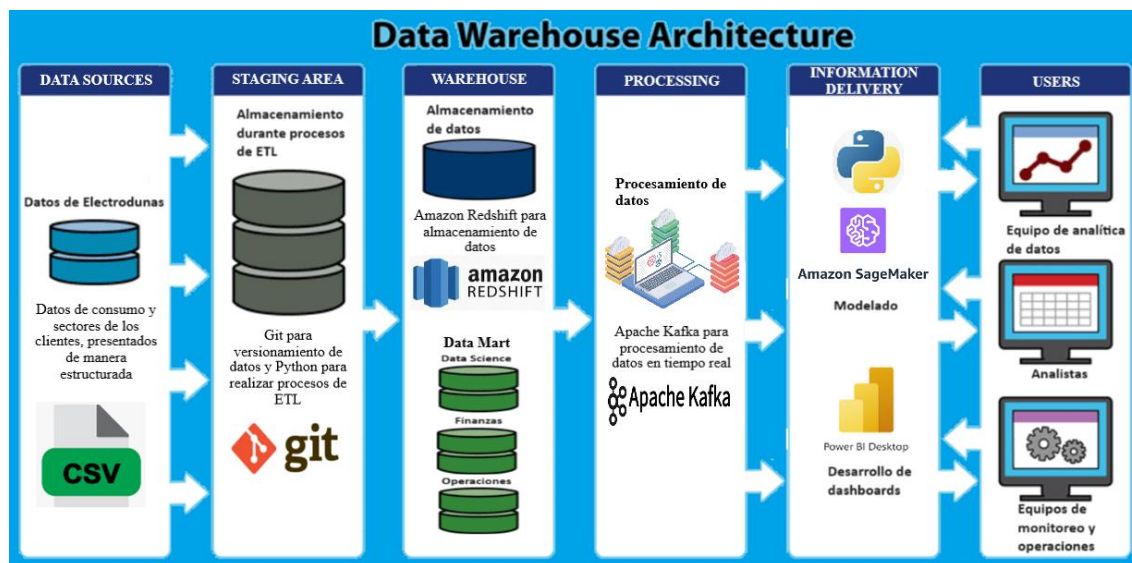 Data Warehouse Architecture
DATA SOURCES
Datos de Electrodunas
Datos de consumo y
sectores de los
clientes, presentados
de manera
estructurada
CSV
STAGING AREA
Almacenamiento
durante procesos
de ETL
Git para
versionamiento de
datos y Python para
realizar procesos de
ETL
git
WAREHOUSE
Almacenamiento
de datos
Amazon Redshift para
almacenamiento de
datos
amazon
REDSHIFT
Data Mart
Data Science
Finanzas
Operaciones
PROCESSING
Procesamiento de
datos
Apache Kafka para
procesamiento de
datos en tiempo real
Apache Kafka
INFORMATION
DELIVERY
Amazon SageMaker
Modelado
Power BI Desktop
Desarrollo de
dashboards
USERS
Equipo de analítica
de datos
Analistas
Equipos de
monitoreo y
operaciones